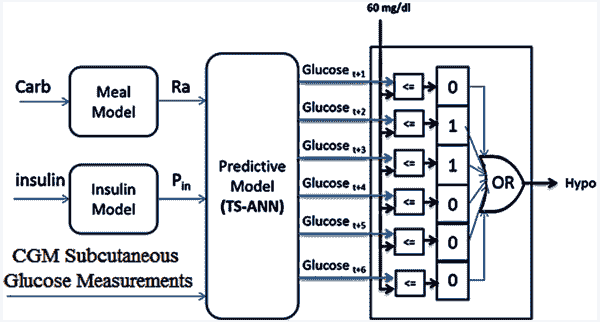 60 mg/dl
Carb
Meal
Model
Ra
insulin
Insulin
Model
Pin
CGM Subcutaneous
Glucose Measurements
Predictive
Model
(TS-ANN)
Glucose t+1
Glucose t+2
Glucose t+3
Glucose t+4
Glucose t+5
Glucose t+6
<= 0
<= 1
<= 1
<= 0
<= 0
<= 0
OR
Hypo